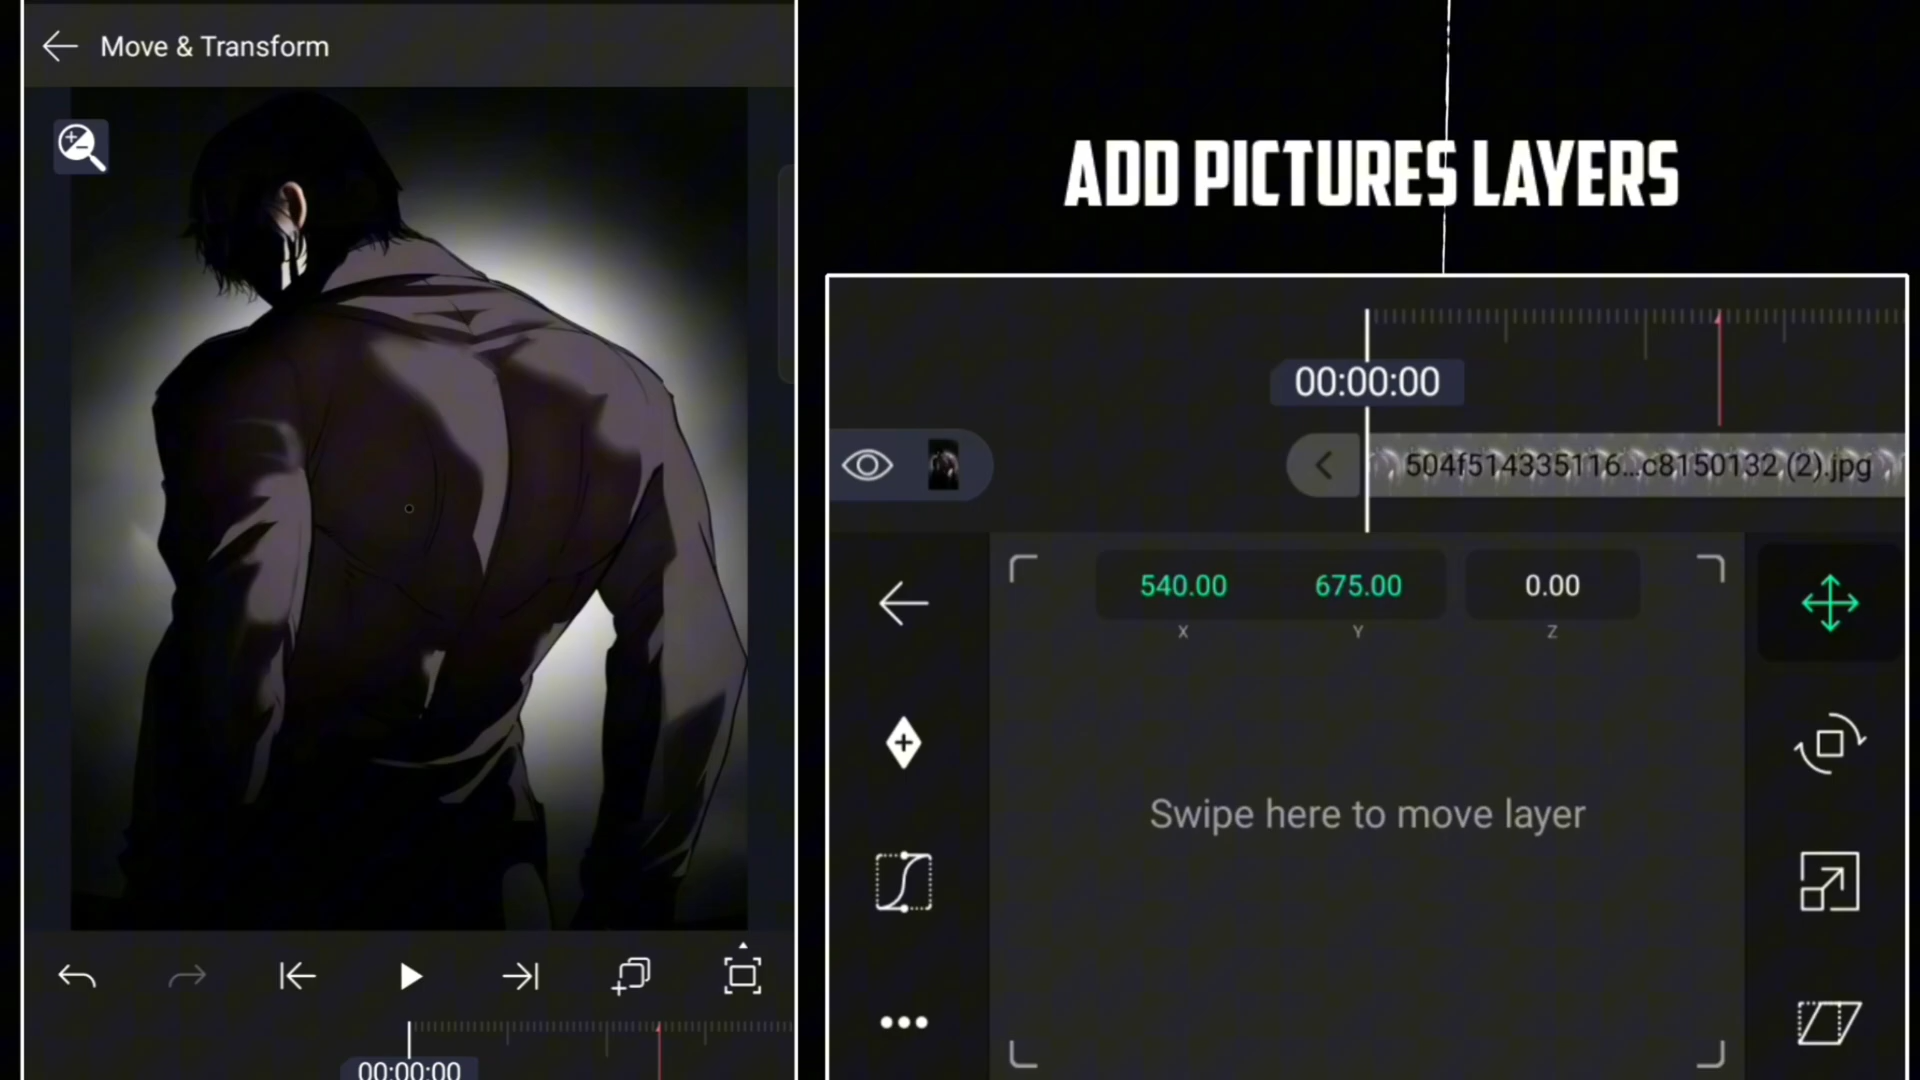 Move & Transform
00:00:00
ADD PICTURES LAYERS
00:00:00
504f514335116...c8150132 (2).jpg
540.00 675.00 0.00
X Y Z
Swipe here to move layer